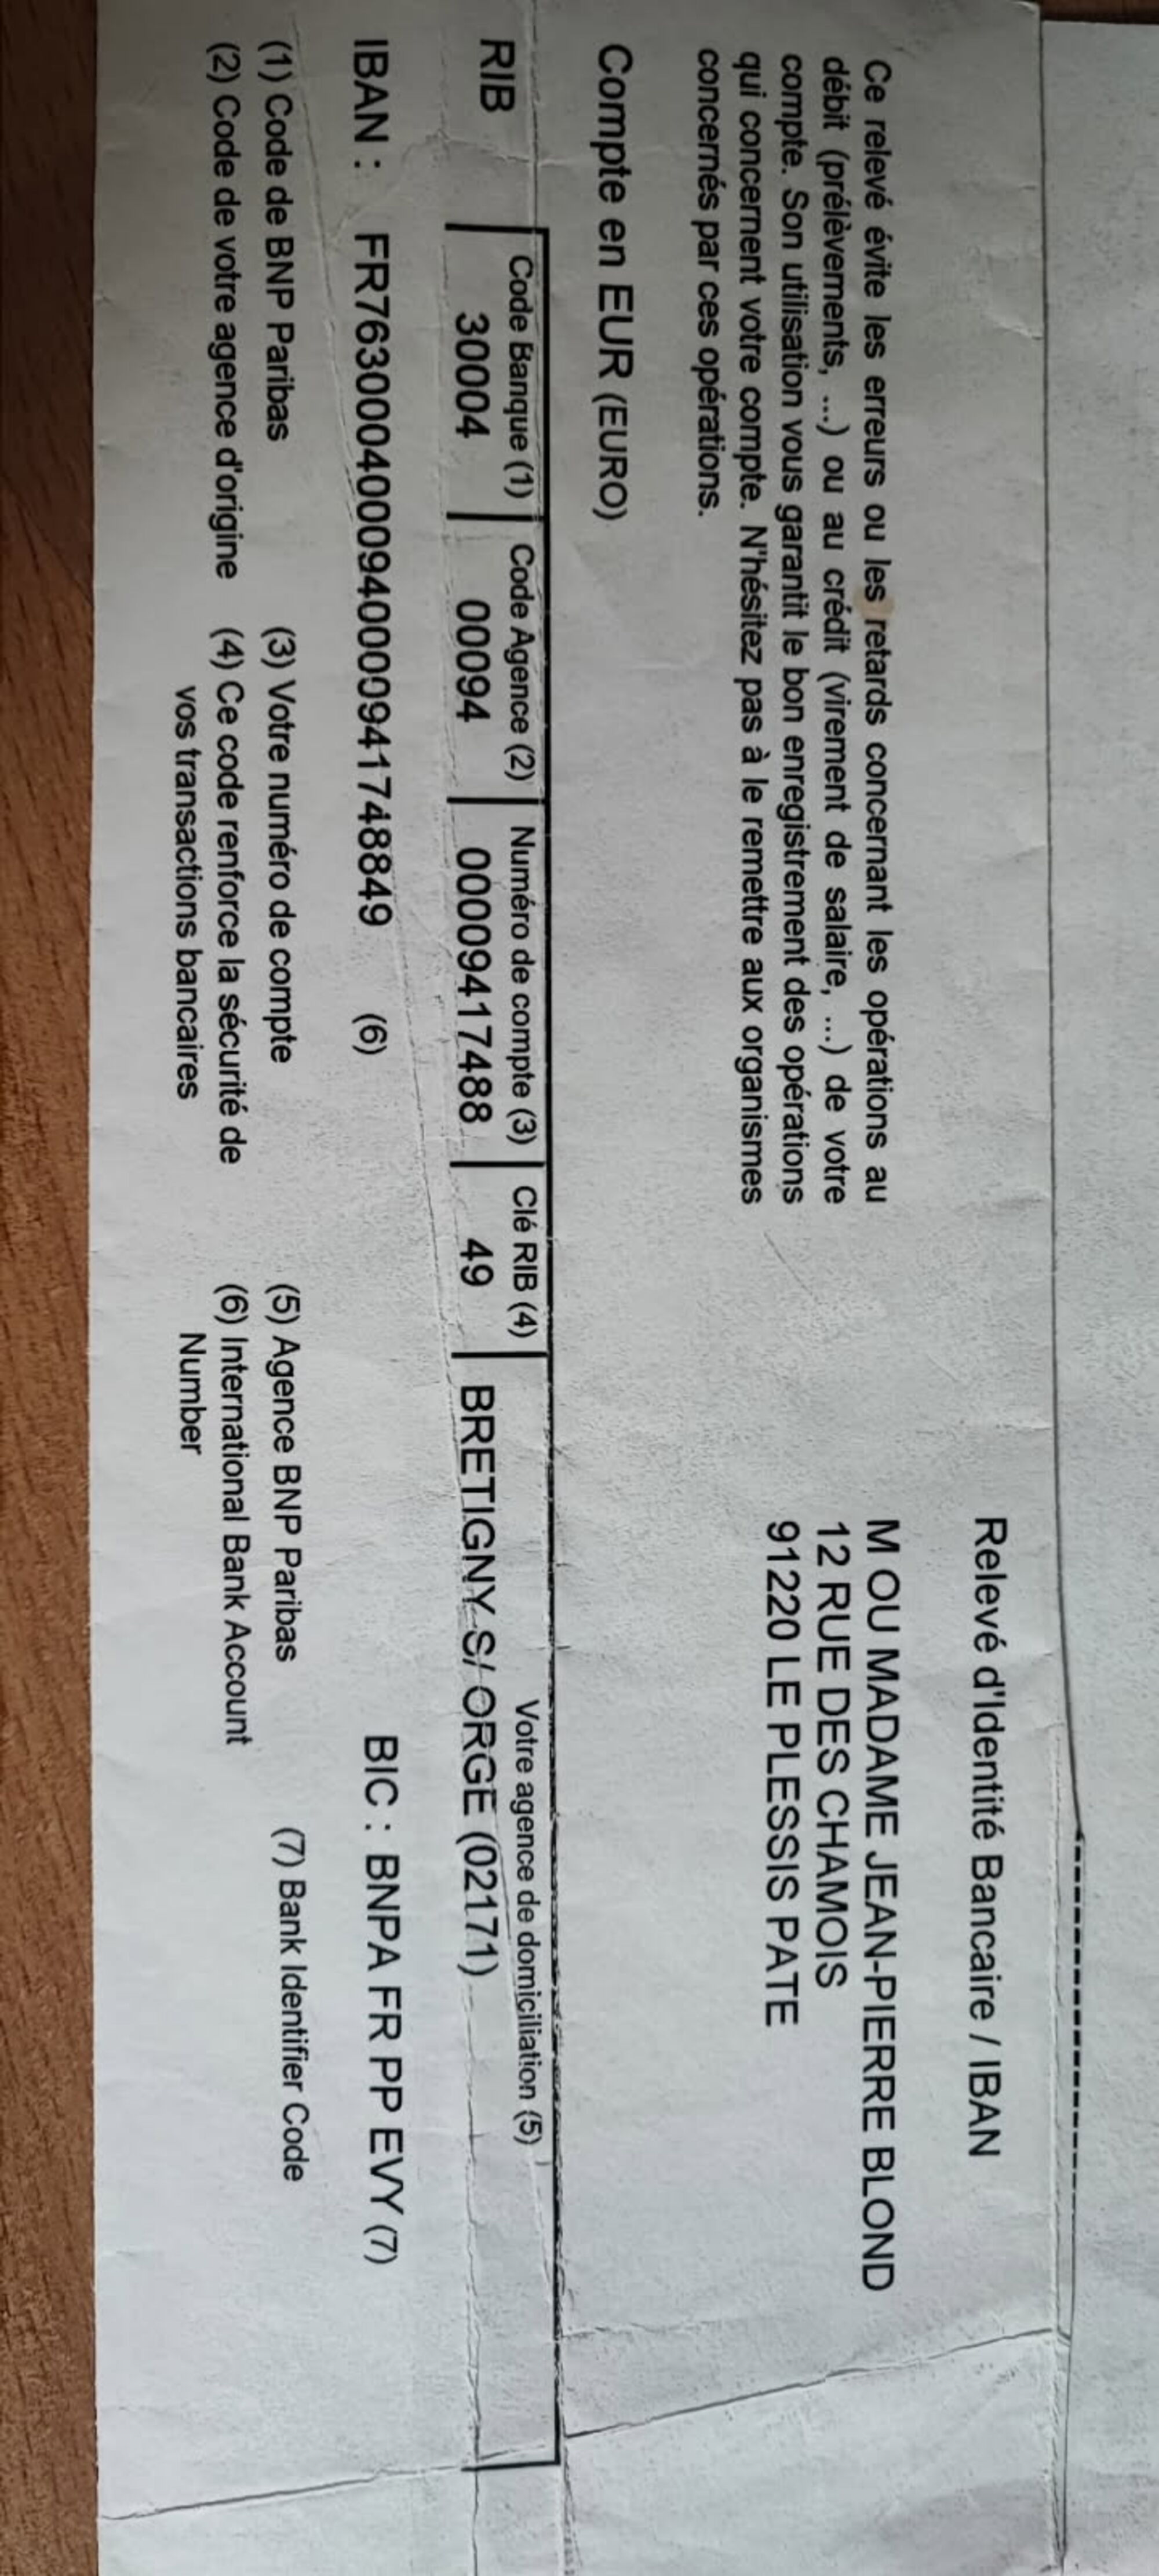 Relevé d'Identité Bancaire / IBAN
Ce relevé évite les erreurs ou les retards concernant les opérations au
débit (prélèvements, ...) ou au crédit (virement de salaire, ...) de votre
compte. Son utilisation vous garantit le bon enregistrement des opérations
qui concernent votre compte. N'hésitez pas à le remettre aux organismes
concernés par ces opérations.
M OU MADAME JEAN-PIERRE BLOND
12 RUE DES CHAMOIS
91220 LE PLESSIS PATE
Compte en EUR (EURO)
Code Banque (1) Code Agence (2) Numéro de compte (3) Clé RIB (4) Votre agence de domiciliation (5)
RIB 30004 00094 00009417488 49 BRETIGNY S/ ORGE (02171)
IBAN : FR7630004000940000941748849 (6) BIC : BNPA FR PP EVY (7)
(1) Code de BNP Paribas (3) Votre numéro de compte (5) Agence BNP Paribas (7) Bank Identifier Code
(2) Code de votre agence d'origine (4) Ce code renforce la sécurité de (6) International Bank Account
vos transactions bancaires Number